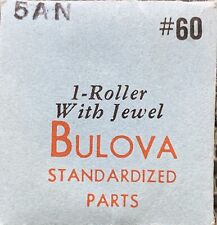 5AN
#60
1-Roller
With Jewel
BULOVA
STANDARDIZED
PARTS